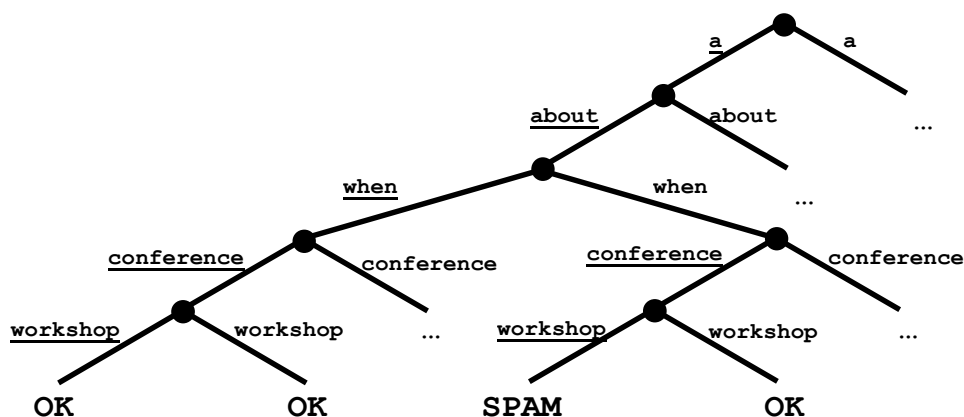 a a
about about ...
when when ...
conference conference conference conference
workshop workshop ... workshop workshop ...
OK OK SPAM OK